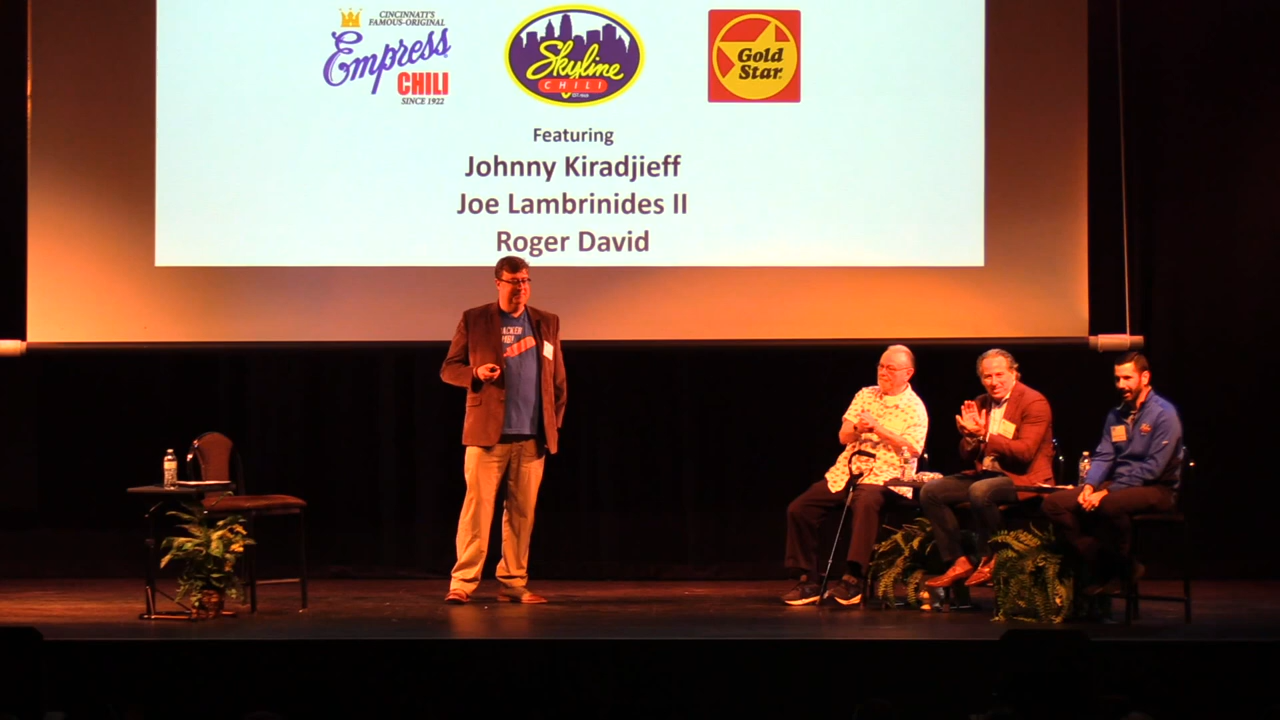 CINCINNATI'S
FAMOUS-ORIGINAL
Empress
CHILI
SINCE 1922
Skyline
CHILI
Gold
Star
Featuring
Johnny Kiradjieff
Joe Lambrinides II
Roger David